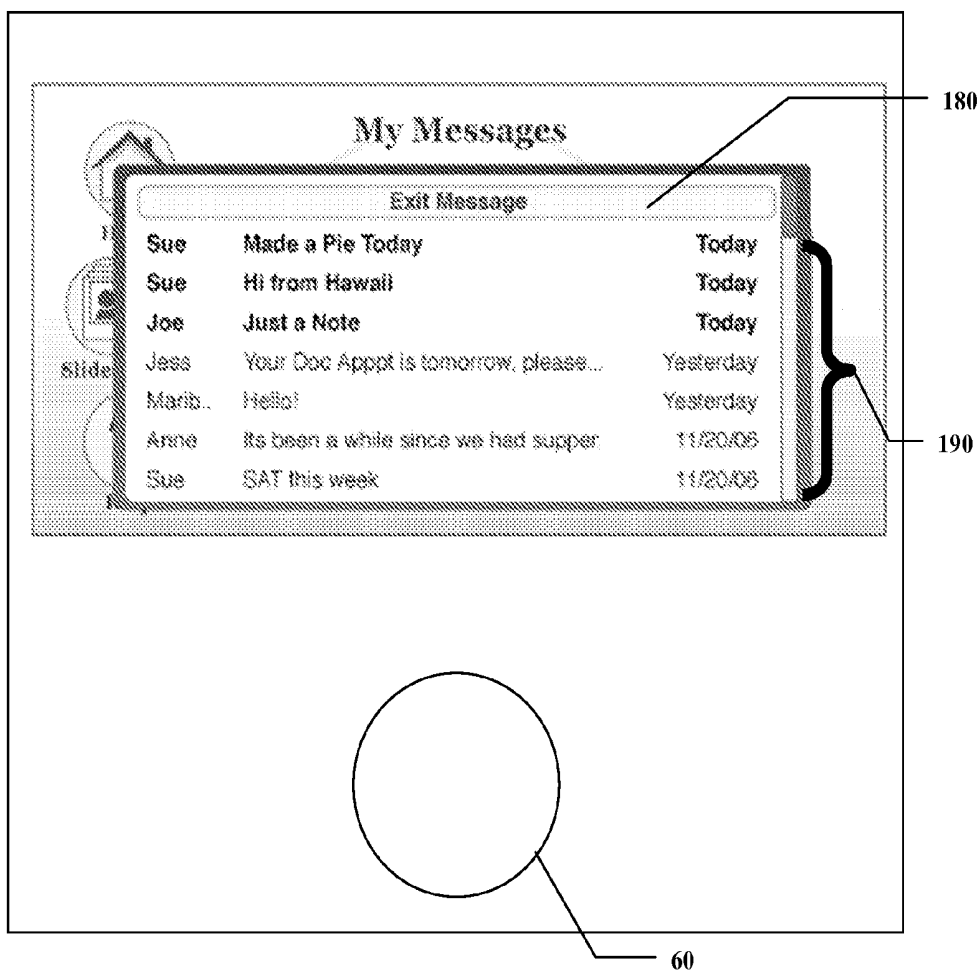 My Messages
180
Exit Message
Sue Made a Pie Today Today
Sue Hi from Hawaii Today
Joe Just a Note Today
Jess Your Doc Apppt is tomorrow, please... Yesterday
Marib.. Hello! Yesterday
Anne Its been a while since we had supper 11/20/06
Sue SAT this week 11/20/06
Slide
190
60